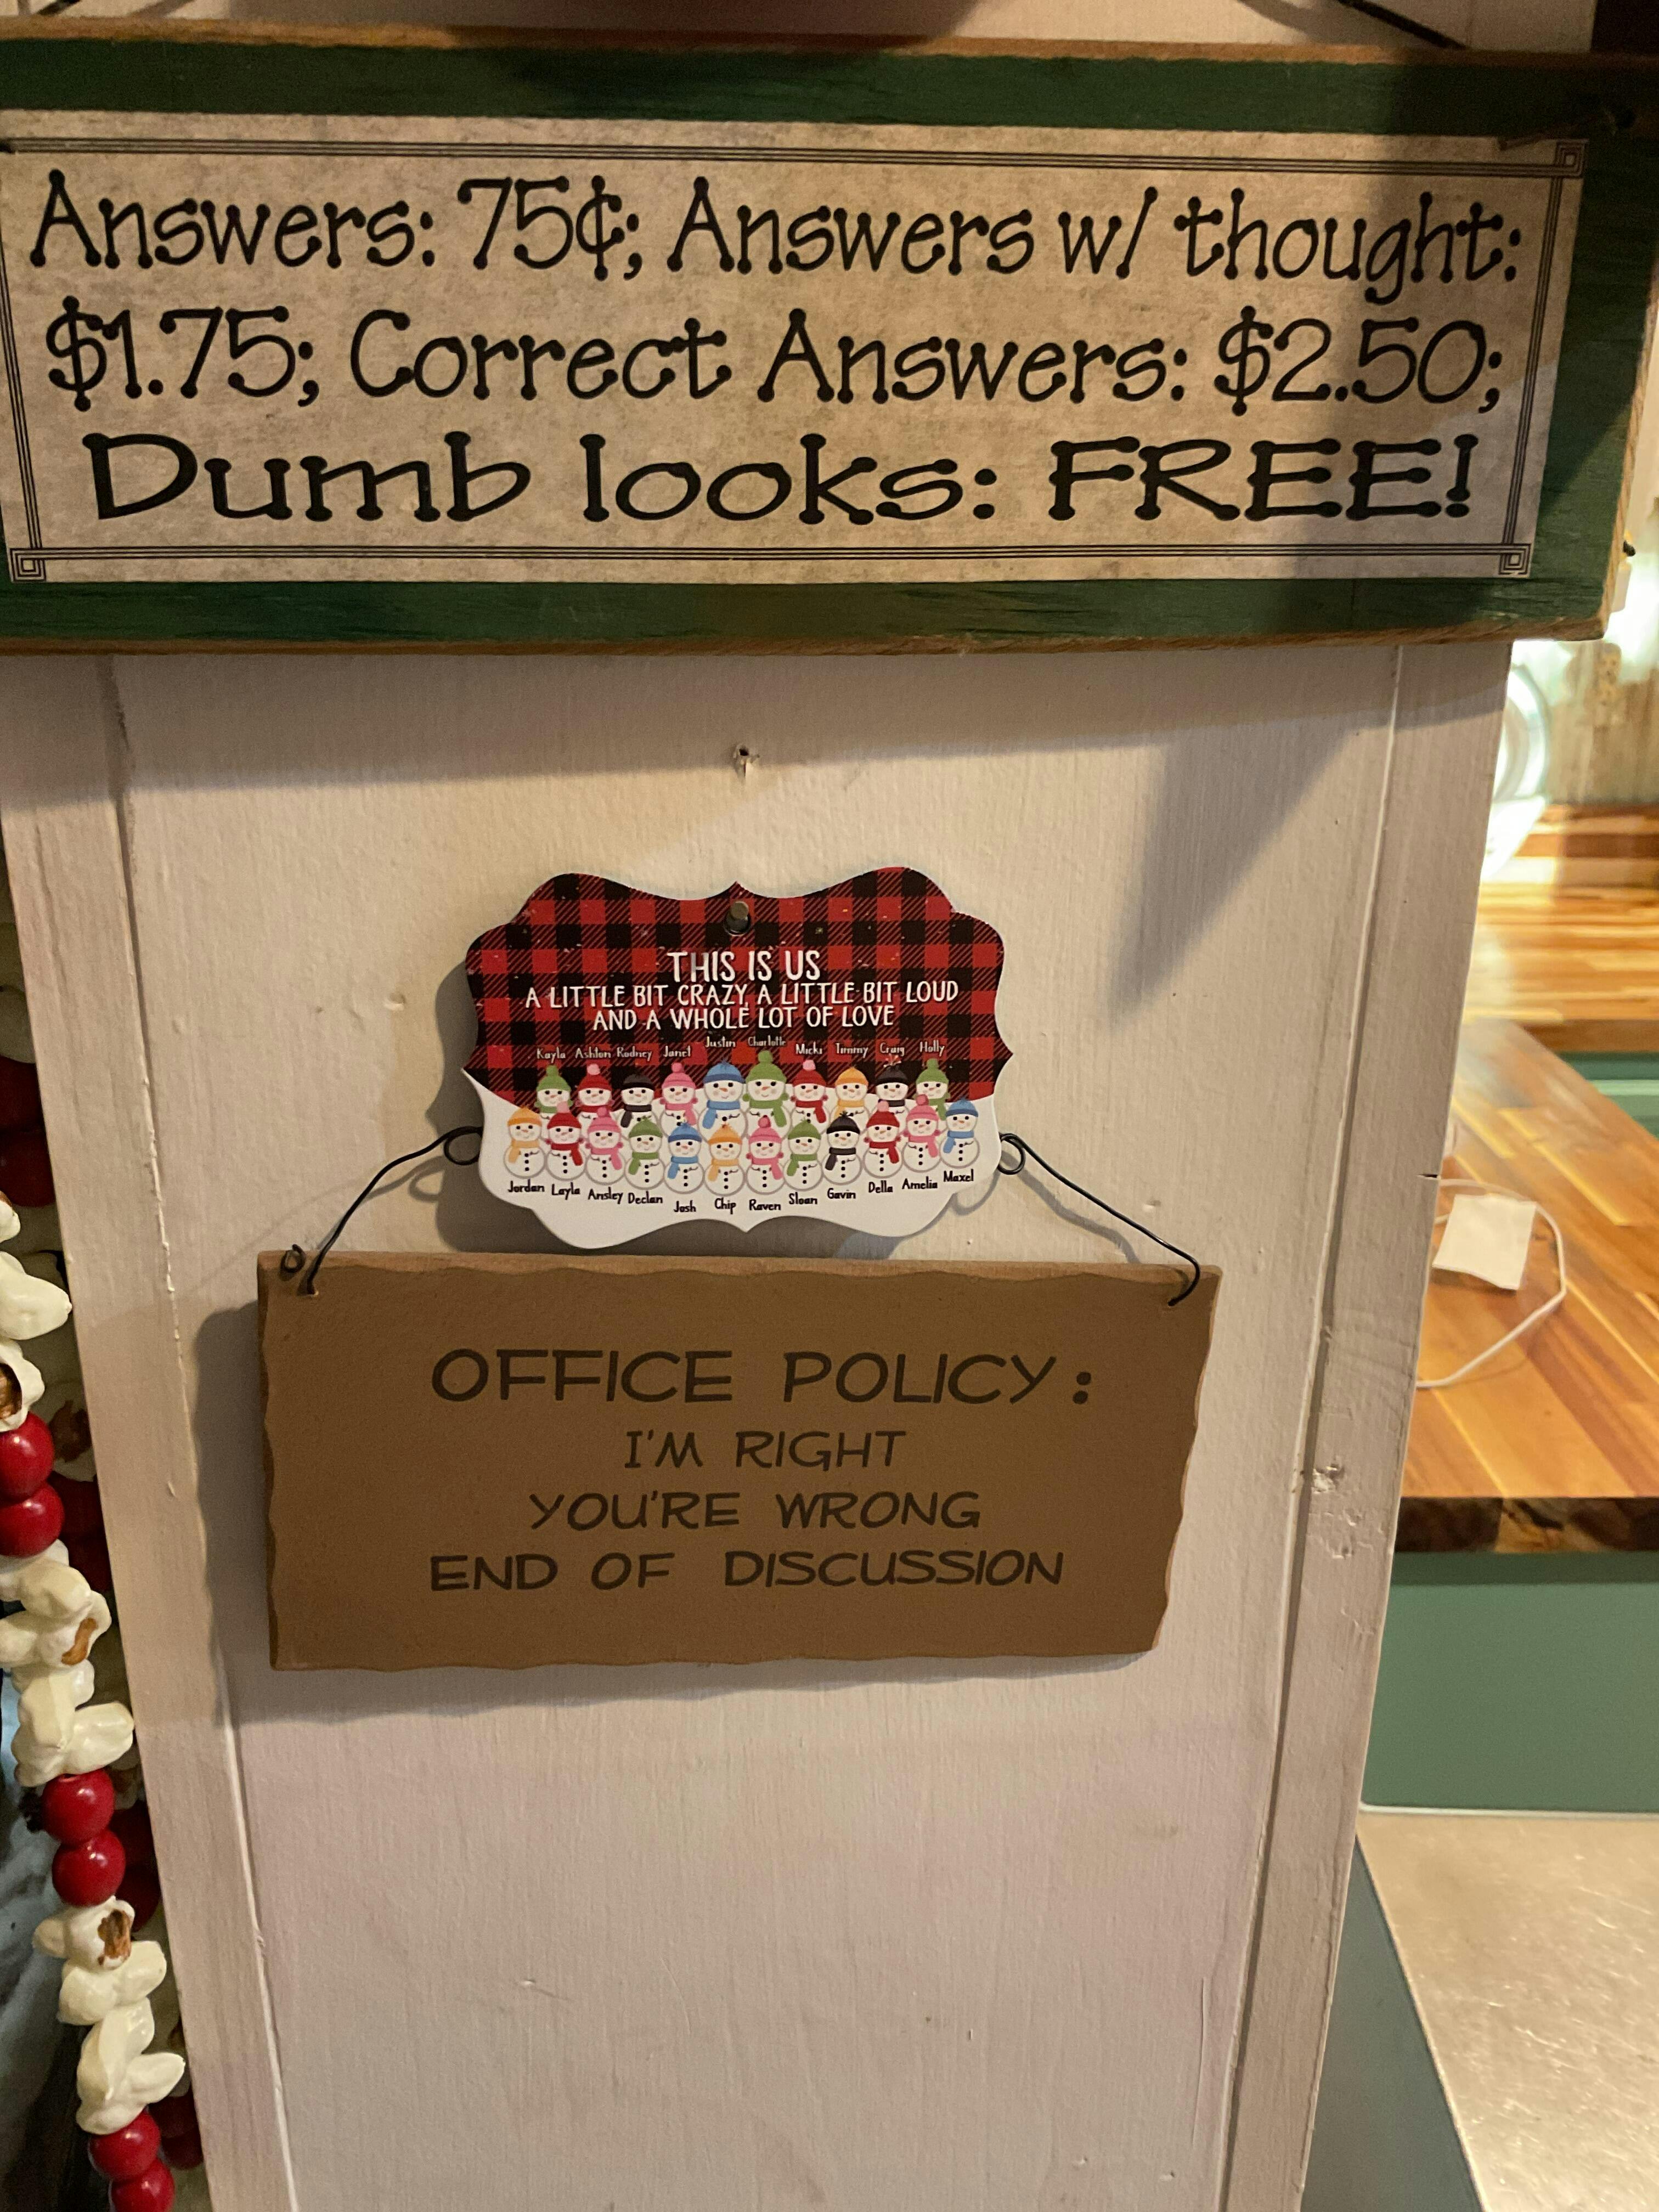 Answers: 75¢; Answers w/ thought:
$1.75; Correct Answers: $2.50;
Dumb looks: FREE!
THIS IS US
A LITTLE BIT CRAZY, A LITTLE BIT LOUD
AND A WHOLE LOT OF LOVE
Kayla Ashton Rodney Janet Justin Charlotte Micki Timmy Craig Holly
Jordan Layla Ansley Declan Josh Chip Raven Sloan Gavin Della Amelia Maxel
OFFICE POLICY:
I'M RIGHT
YOU'RE WRONG
END OF DISCUSSION